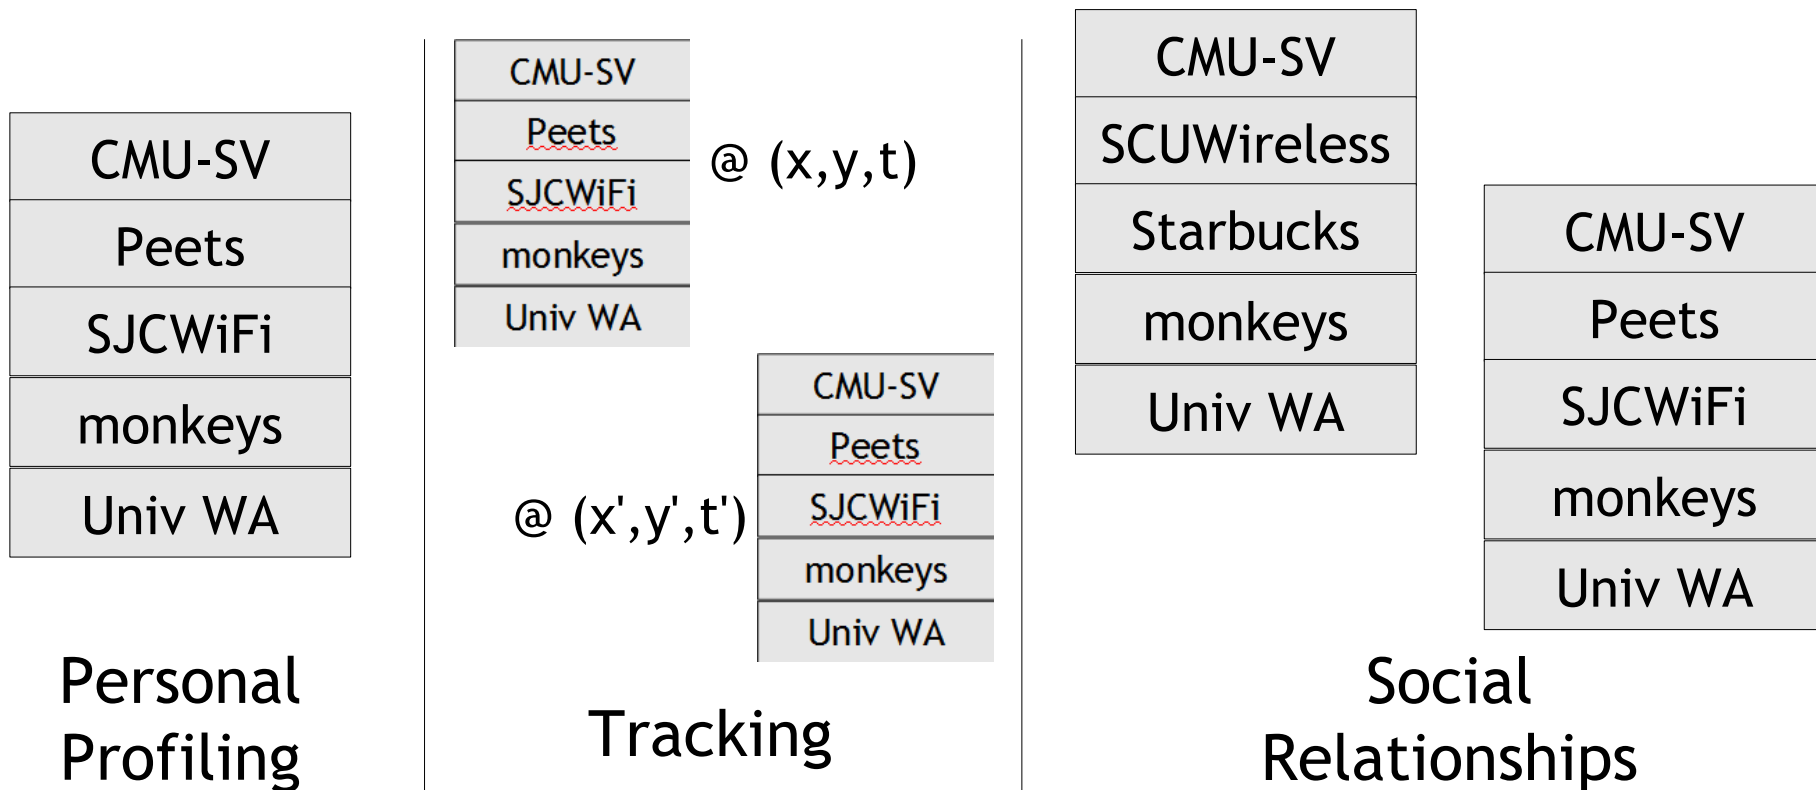 CMU-SV
Peets
SJCWiFi
monkeys
Univ WA
Personal
Profiling
CMU-SV
Peets
SJCWiFi
monkeys
Univ WA
@ (x,y,t)
@ (x',y',t')
CMU-SV
Peets
SJCWiFi
monkeys
Univ WA
Tracking
CMU-SV
SCUWireless
Starbucks
monkeys
Univ WA
CMU-SV
Peets
SJCWiFi
monkeys
Univ WA
Social
Relationships